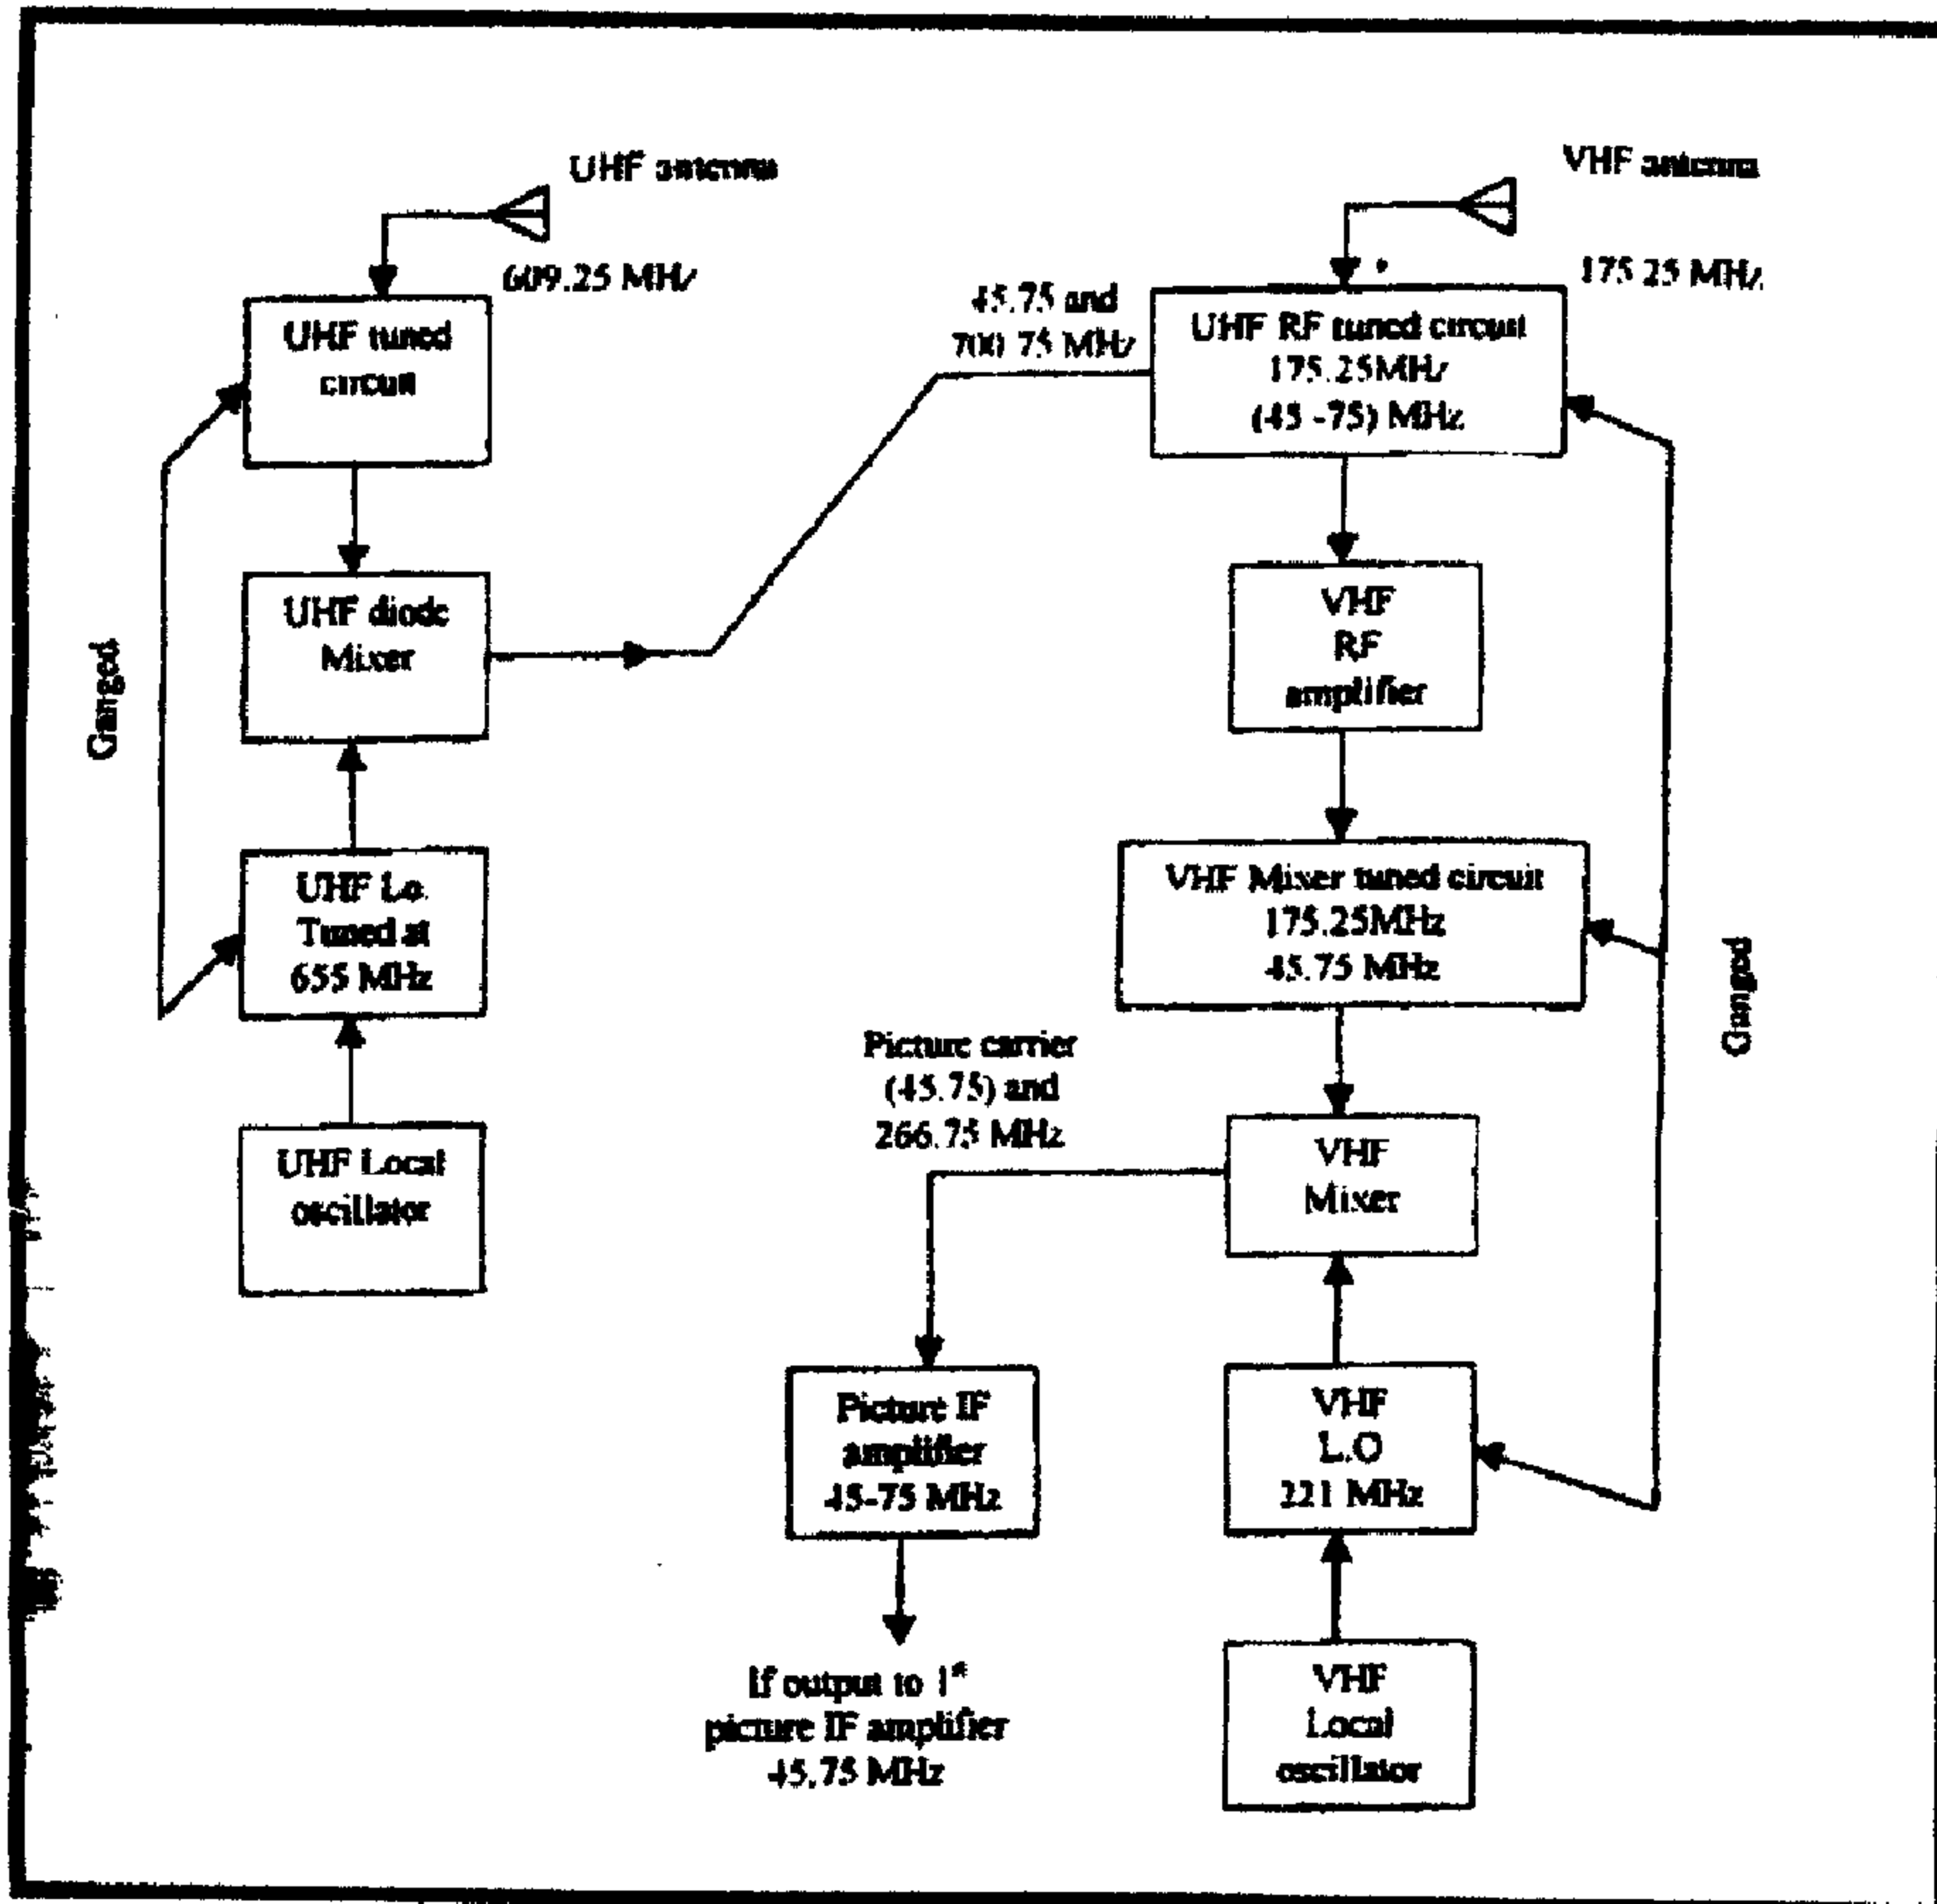 UHF antenna
609.25 MHz
UHF tuned
circuit
UHF diode
Mixer
Ganged
UHF Lo.
Tuned at
655 MHz
UHF Local
oscillator
45.75 and
700.75 MHz
VHF antenna
175.25 MHz
UHF RF tuned circuit
175.25MHz
(45 -75) MHz
VHF
RF
amplifier
VHF Mixer tuned circuit
175.25MHz
45.75 MHz
Ganged
Picture carrier
(45.75) and
266.75 MHz
VHF
Mixer
Picture IF
amplifier
45-75 MHz
VHF
L.O
221 MHz
If output to 1st
picture IF amplifier
45.75 MHz
VHF
Local
oscillator